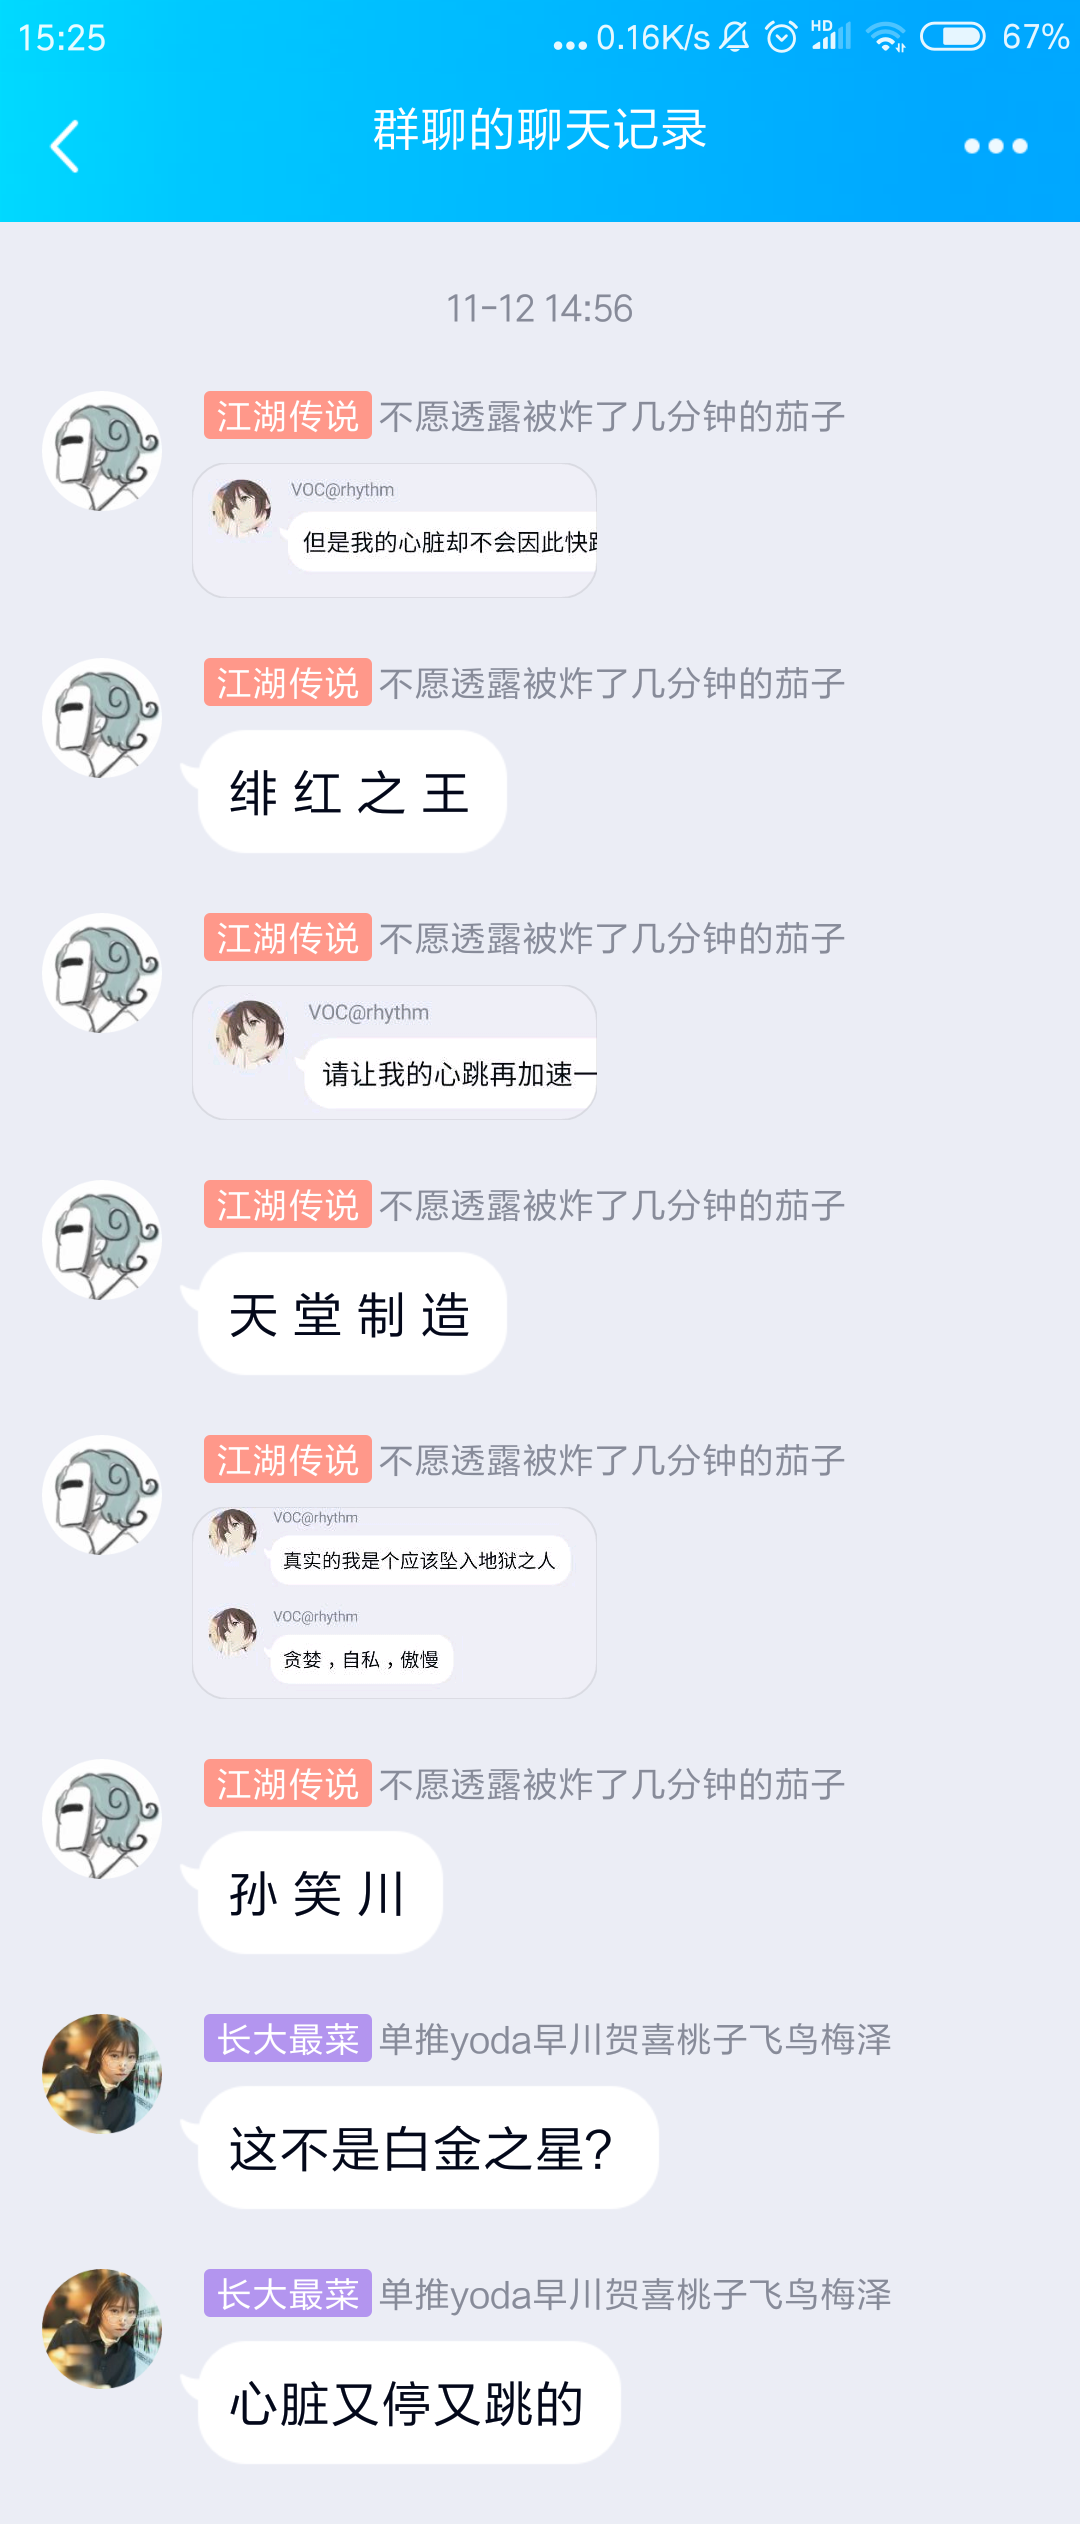 15:25
0.16K/s
HD
67%
群聊的聊天记录
11-12 14:56
江湖传说 不愿透露被炸了几分钟的茄子
VOC@rhythm
但是我的心脏却不会因此快跳
江湖传说 不愿透露被炸了几分钟的茄子
绯 红 之 王
江湖传说 不愿透露被炸了几分钟的茄子
VOC@rhythm
请让我的心跳再加速一
江湖传说 不愿透露被炸了几分钟的茄子
天 堂 制 造
江湖传说 不愿透露被炸了几分钟的茄子
VOC@rhythm
真实的我是个应该坠入地狱之人
VOC@rhythm
贪婪，自私，傲慢
江湖传说 不愿透露被炸了几分钟的茄子
孙 笑 川
长大最菜 单推yoda早川贺喜桃子飞鸟梅泽
这不是白金之星?
长大最菜 单推yoda早川贺喜桃子飞鸟梅泽
心脏又停又跳的